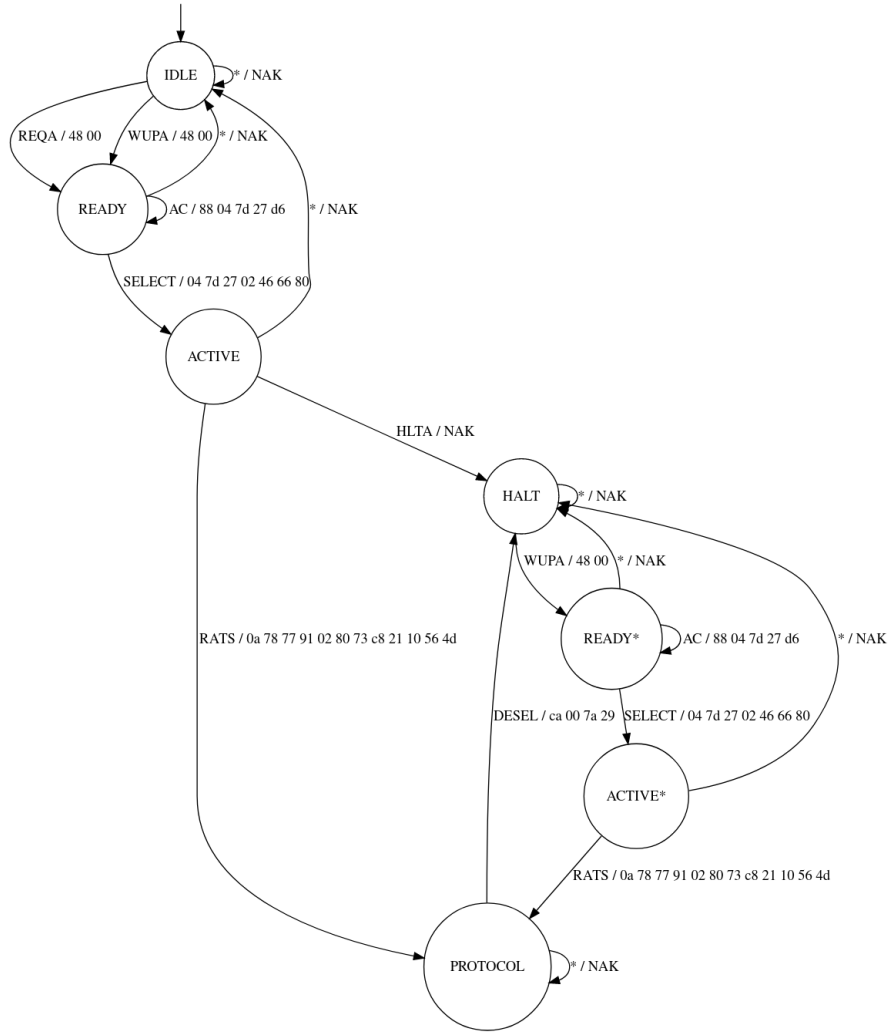 IDLE
* / NAK
REQA / 48 00
WUPA / 48 00
* / NAK
READY
AC / 88 04 7d 27 d6
* / NAK
SELECT / 04 7d 27 02 46 66 80
ACTIVE
HLTA / NAK
HALT
* / NAK
WUPA / 48 00
* / NAK
RATS / 0a 78 77 91 02 80 73 c8 21 10 56 4d
READY*
AC / 88 04 7d 27 d6
* / NAK
DESEL / ca 00 7a 29
SELECT / 04 7d 27 02 46 66 80
ACTIVE*
RATS / 0a 78 77 91 02 80 73 c8 21 10 56 4d
PROTOCOL
* / NAK